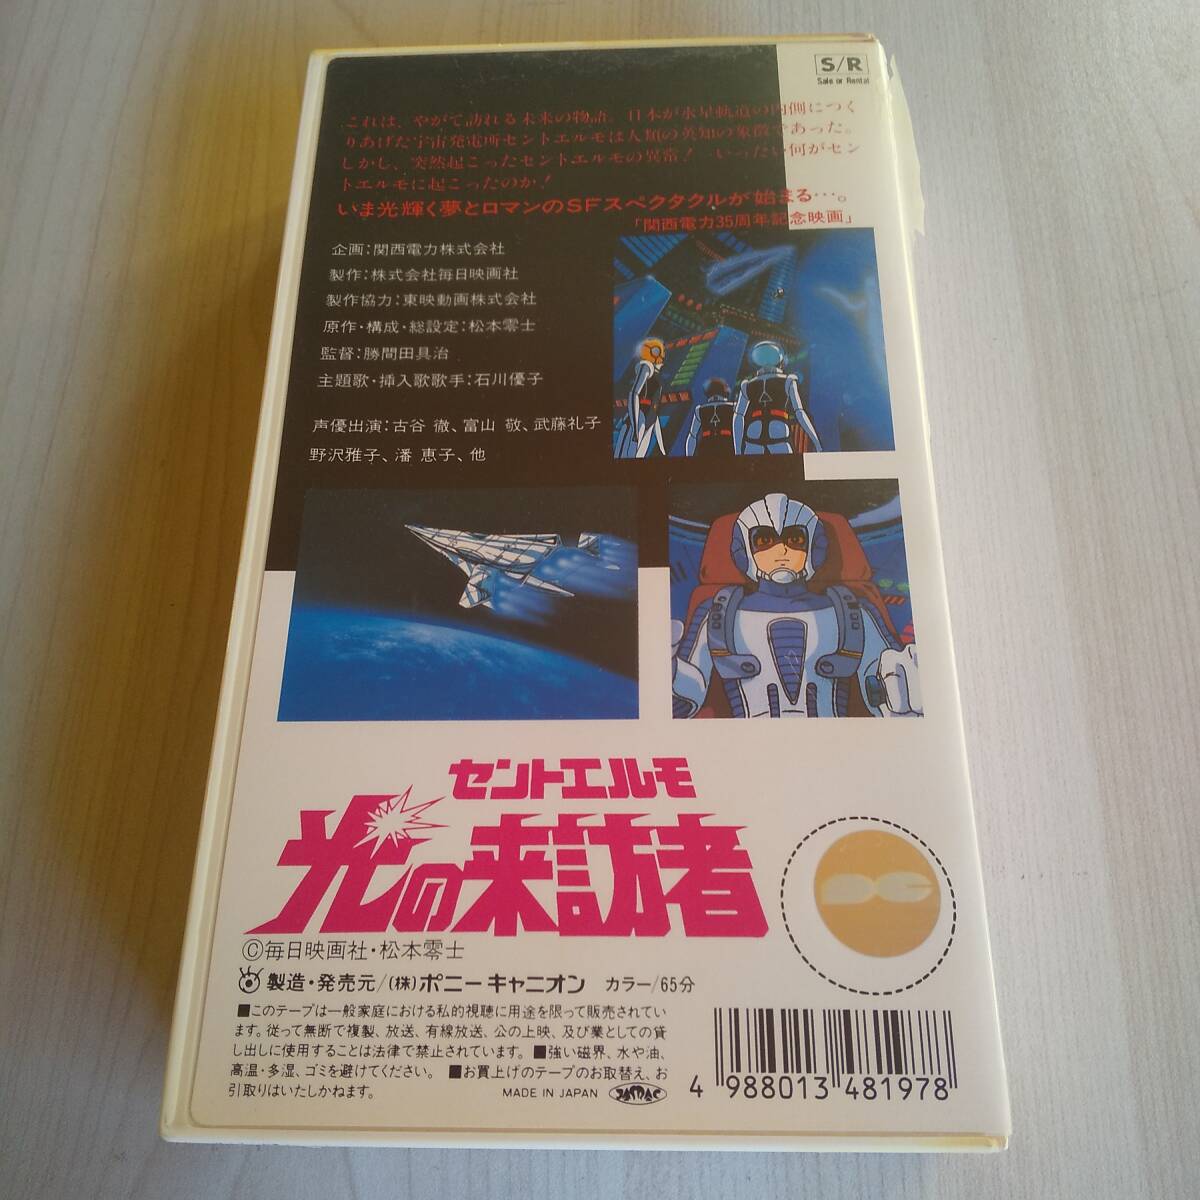 S/R
Sale or Rental
これは、やがて訪れる未来の物語。日本が水星軌道の内側につく
りあげた宇宙発電所セントエルモは人類の英知の象徴であった。
しかし、突然起こったセントエルモの異常！いったい何がセン
トエルモに起こったのか！
いま光輝く夢とロマンのSFスペクタクルが始まる…。
「関西電力35周年記念映画」
企画：関西電力株式会社
製作：株式会社毎日映画社
製作協力：東映動画株式会社
原作・構成・総設定：松本零士
監督：勝間田具治
主題歌・挿入歌歌手：石川優子
声優出演：古谷 徹、富山 敬、武藤礼子
野沢雅子、潘 恵子、他
セントエルモ
光の来訪者
©毎日映画社・松本零士
製造・発売元/(株)ポニーキャニオン カラー/65分
■このテープは一般家庭における私的視聴に用途を限って販売されてい
ます。従って無断で複製、放送、有線放送、公の上映、及び業としての貸
し出しに使用することは法律で禁止されています。■強い磁界、水や油、
高温・多湿、ゴミを避けてください。■お買上げのテープのお取替え、お
引取りはいたしかねます。
MADE IN JAPAN
JASRAC
4 988013 481978